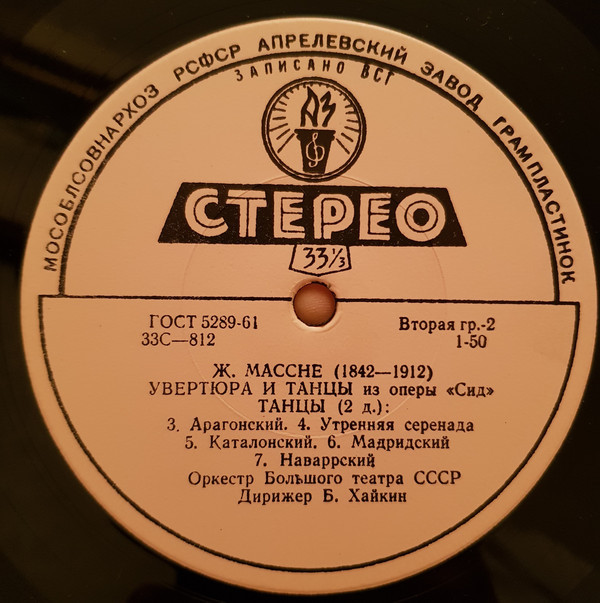 МОСОБЛСОВНАРХОЗ РСФСР АПРЕЛЕВСКИЙ ЗАВОД ГРАМПЛАСТИНОК
ЗАПИСАНО ВСГ
АЗ
СТЕРЕО
33⅓
ГОСТ 5289-61 Вторая гр.-2
33С—812 1-50
Ж. МАССНЕ (1842—1912)
УВЕРТЮРА И ТАНЦЫ из оперы «Сид»
ТАНЦЫ (2 д.):
3. Арагонский. 4. Утренняя серенада
5. Каталонский. 6. Мадридский
7. Наваррский
Оркестр Большого театра СССР
Дирижер Б. Хайкин